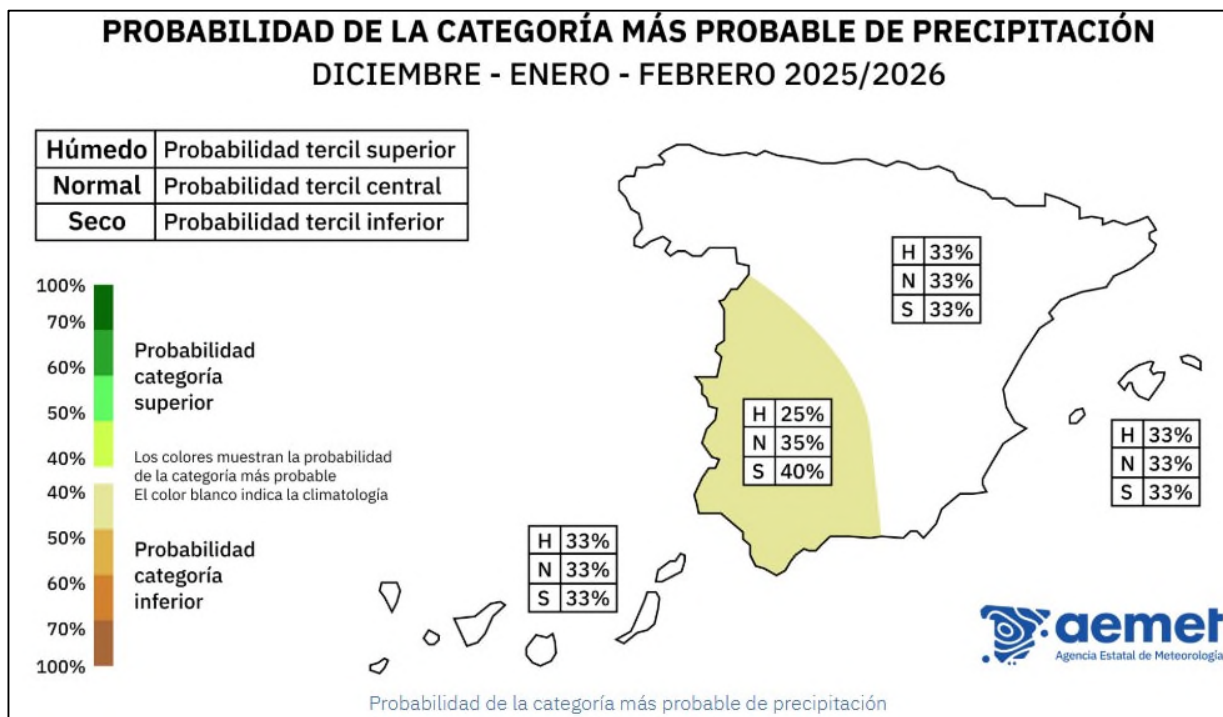 PROBABILIDAD DE LA CATEGORÍA MÁS PROBABLE DE PRECIPITACIÓN
DICIEMBRE - ENERO - FEBRERO 2025/2026
Húmedo Probabilidad tercil superior
Normal Probabilidad tercil central
Seco Probabilidad tercil inferior
100%
70%
60%
50%
40%
Probabilidad
categoría
superior
Los colores muestran la probabilidad
de la categoría más probable
El color blanco indica la climatología
40%
50%
60%
70%
100%
Probabilidad
categoría
inferior
H 33%
N 33%
S 33%
H 25%
N 35%
S 40%
H 33%
N 33%
S 33%
H 33%
N 33%
S 33%
aemet
Agencia Estatal de Meteorología
Probabilidad de la categoría más probable de precipitación